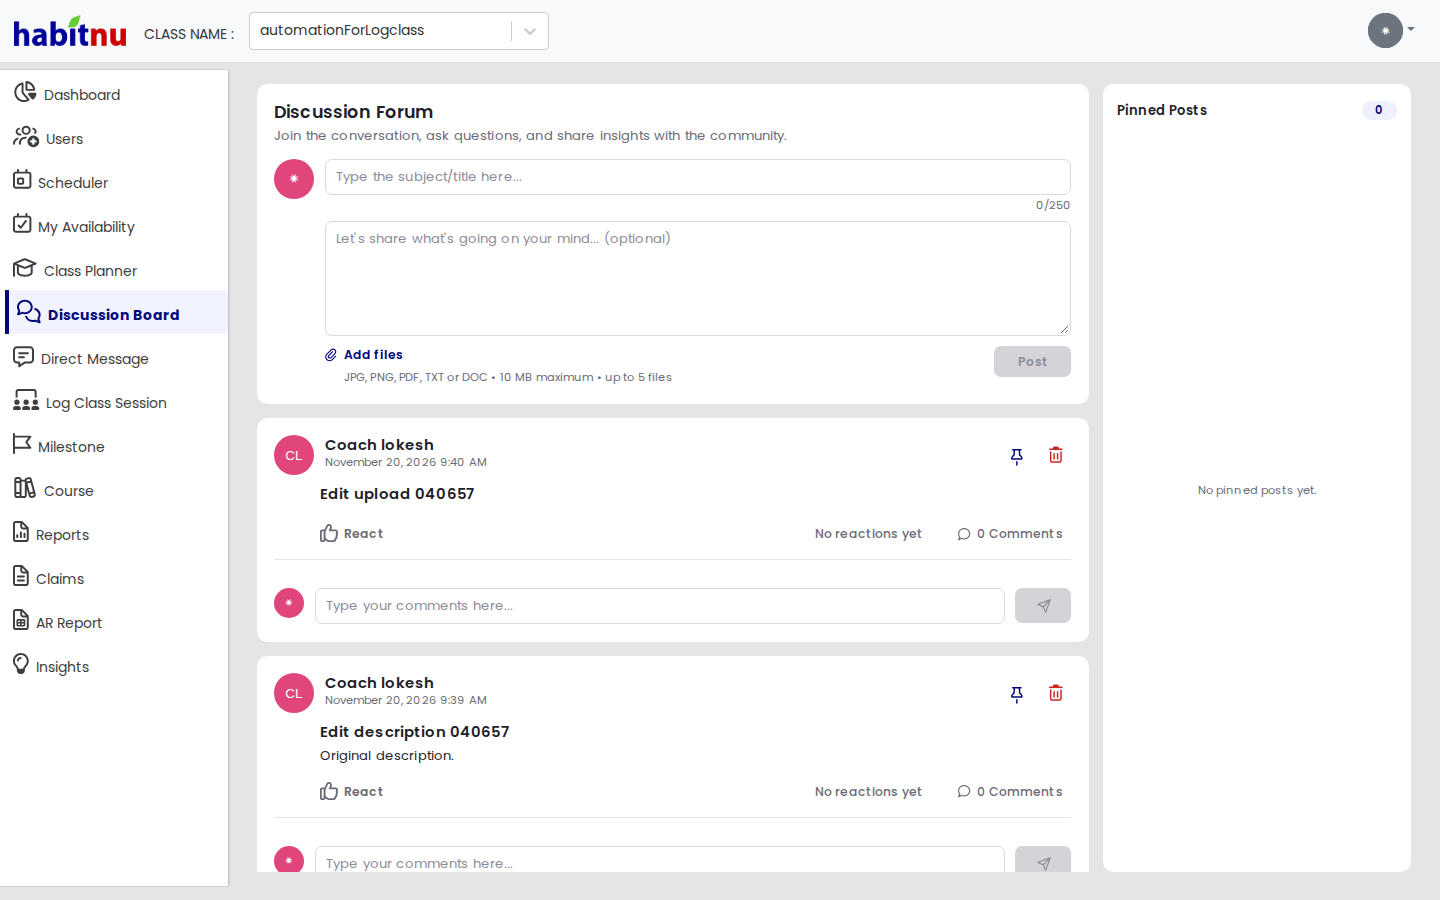 habitnu
CLASS NAME :
automationForLogclass
Dashboard
Users
Scheduler
My Availability
Class Planner
Discussion Board
Direct Message
Log Class Session
Milestone
Course
Reports
Claims
AR Report
Insights
Discussion Forum
Join the conversation, ask questions, and share insights with the community.
Type the subject/title here...
0/250
Let's share what's going on your mind... (optional)
Add files
JPG, PNG, PDF, TXT or DOC • 10 MB maximum • up to 5 files
Post
CL
Coach lokesh
November 20, 2026 9:40 AM
Edit upload 040657
React
No reactions yet
0 Comments
Type your comments here...
CL
Coach lokesh
November 20, 2026 9:39 AM
Edit description 040657
Original description.
React
No reactions yet
0 Comments
Type your comments here...
Pinned Posts
0
No pinned posts yet.